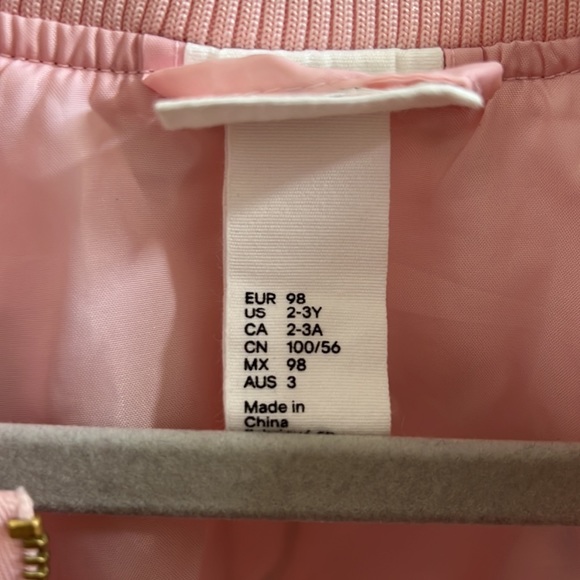 EUR 98
US 2-3Y
CA 2-3A
CN 100/56
MX 98
AUS 3
Made in
China